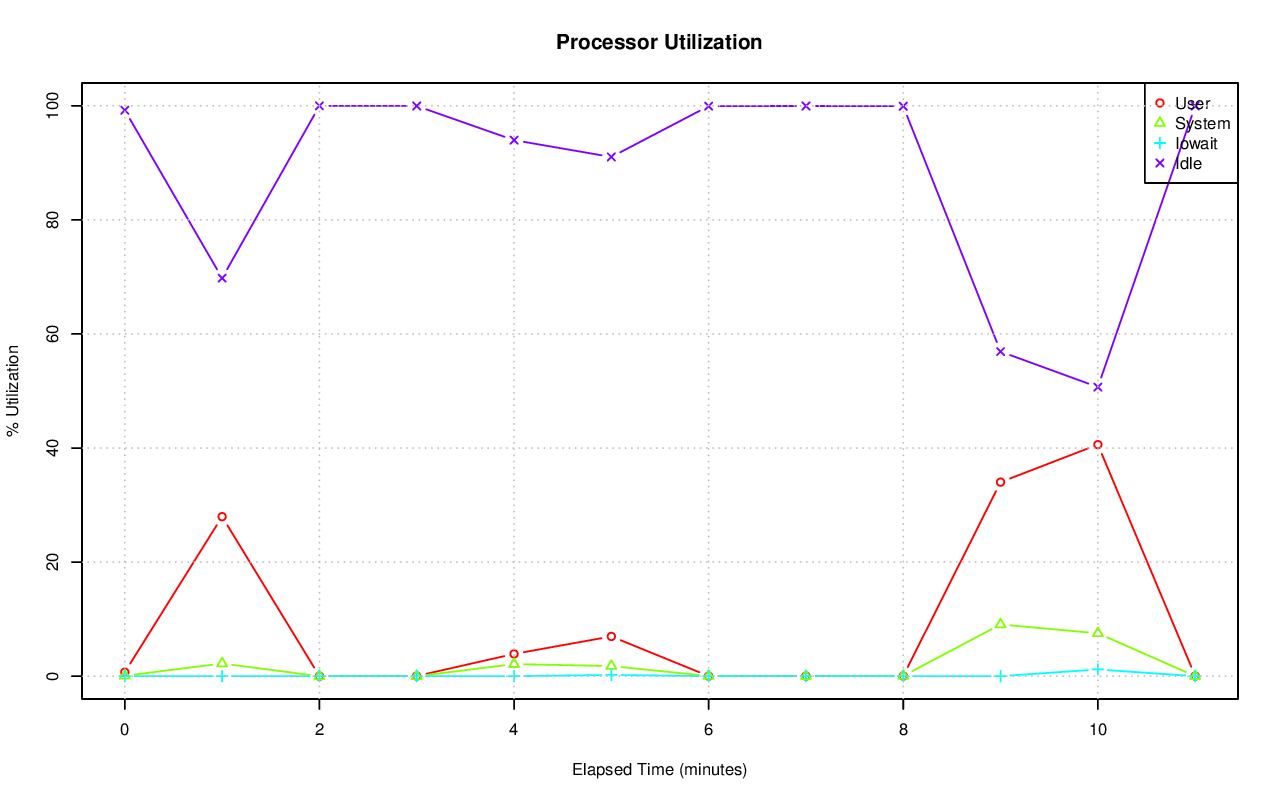 Processor Utilization
User
System
Iowait
Idle
% Utilization
100
80
60
40
20
0
0 2 4 6 8 10
Elapsed Time (minutes)